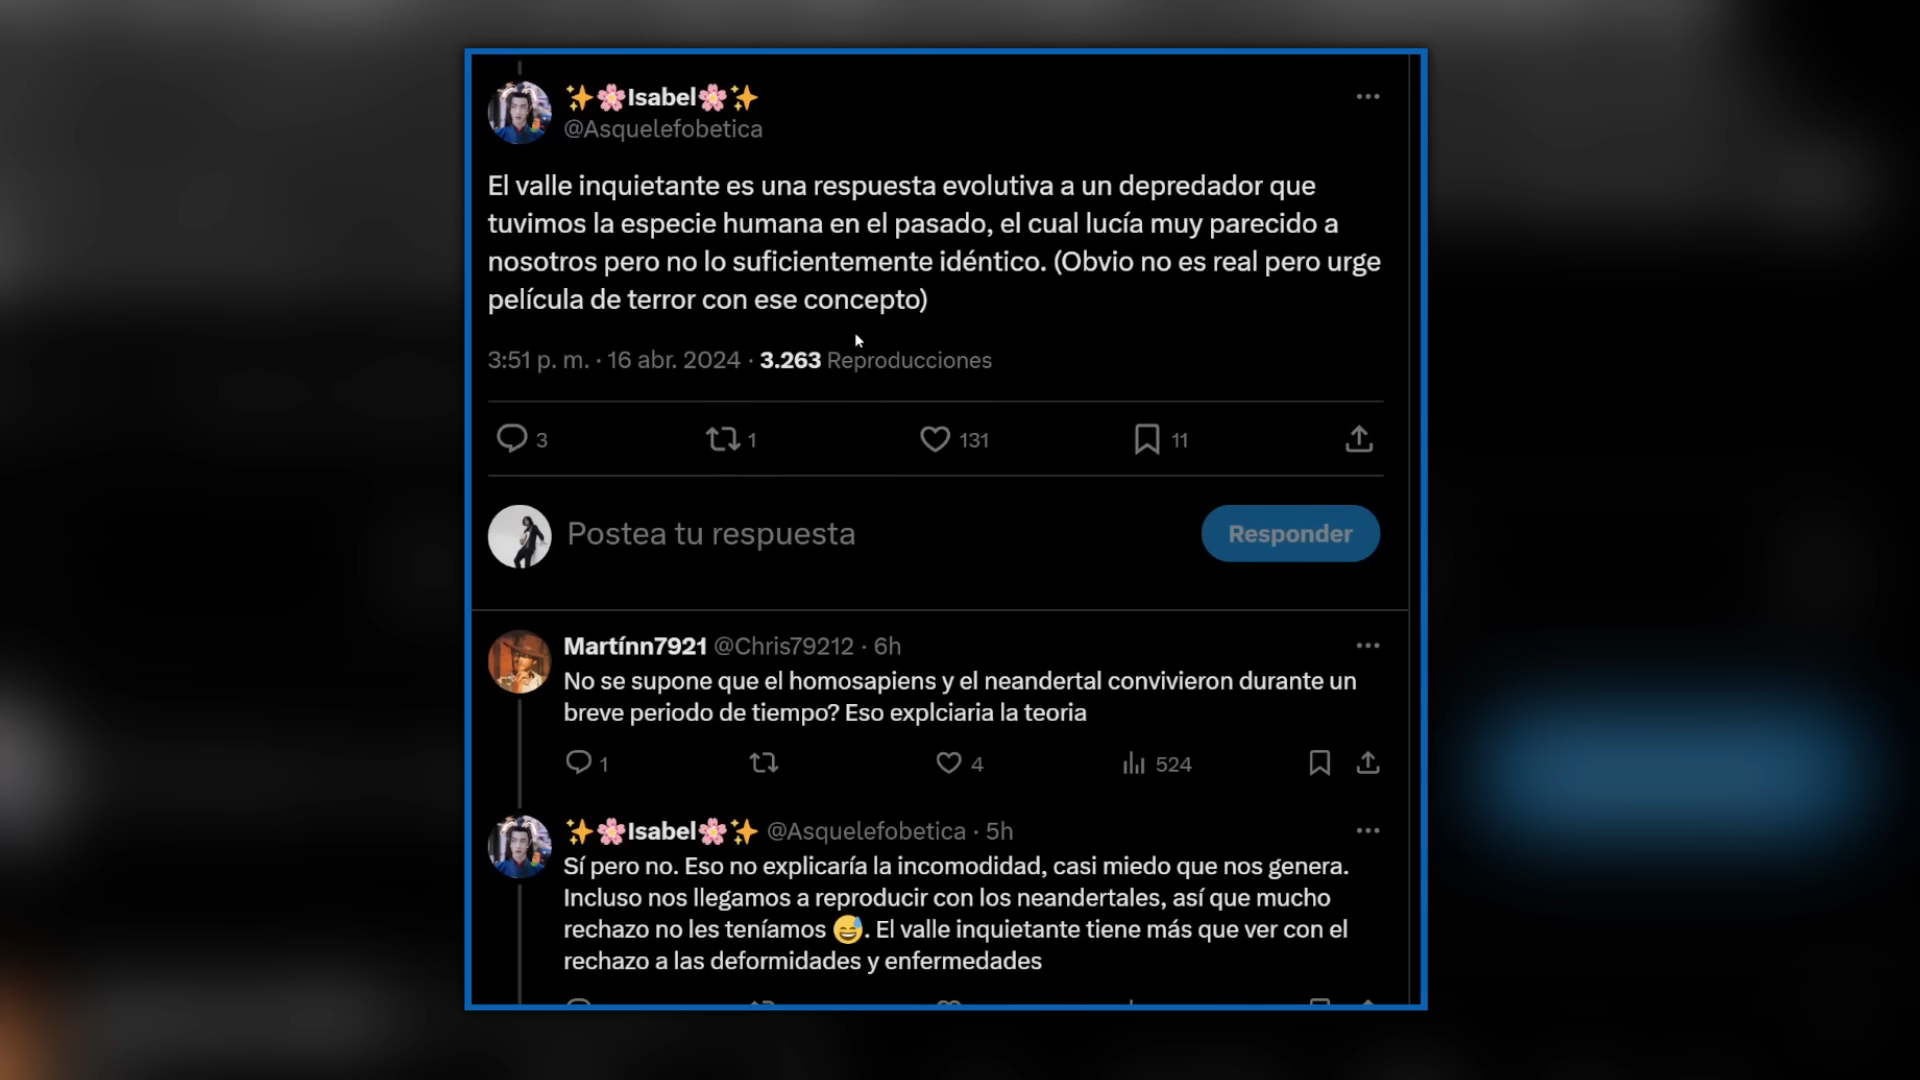 ✨🌸Isabel🌸✨
@Asquelefobetica
El valle inquietante es una respuesta evolutiva a un depredador que
tuvimos la especie humana en el pasado, el cual lucía muy parecido a
nosotros pero no lo suficientemente idéntico. (Obvio no es real pero urge
película de terror con ese concepto)
3:51 p. m. · 16 abr. 2024 · 3.263 Reproducciones
3 1 131 11
Postea tu respuesta Responder
Martínn7921 @Chris79212 · 6h
No se supone que el homosapiens y el neandertal convivieron durante un
breve periodo de tiempo? Eso explciaria la teoria
1 4 524
✨🌸Isabel🌸✨ @Asquelefobetica · 5h
Sí pero no. Eso no explicaría la incomodidad, casi miedo que nos genera.
Incluso nos llegamos a reproducir con los neandertales, así que mucho
rechazo no les teníamos 😅. El valle inquietante tiene más que ver con el
rechazo a las deformidades y enfermedades